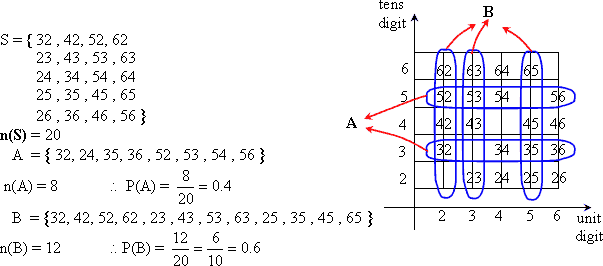 S = { 32 , 42, 52, 62
23 , 43, 53 , 63
24 , 34, 54 , 64
25 , 35, 45 , 65
26 , 36 , 46 , 56 }
n(S) = 20
A = { 32, 24, 35, 36 , 52 , 53 , 54 , 56 }
n(A) = 8 ∴ P(A) = 8/20 = 0.4
B = {32, 42, 52, 62 , 23 , 43, 53, 63, 25 , 35 , 45 , 65 }
n(B) = 12 ∴ P(B) = 12/20 = 6/10 = 0.6
tens
digit
B
6 62 63 64 65
5 52 53 54 56
A
4 42 43 45 46
3 32 34 35 36
2 23 24 25 26
2 3 4 5 6
unit
digit